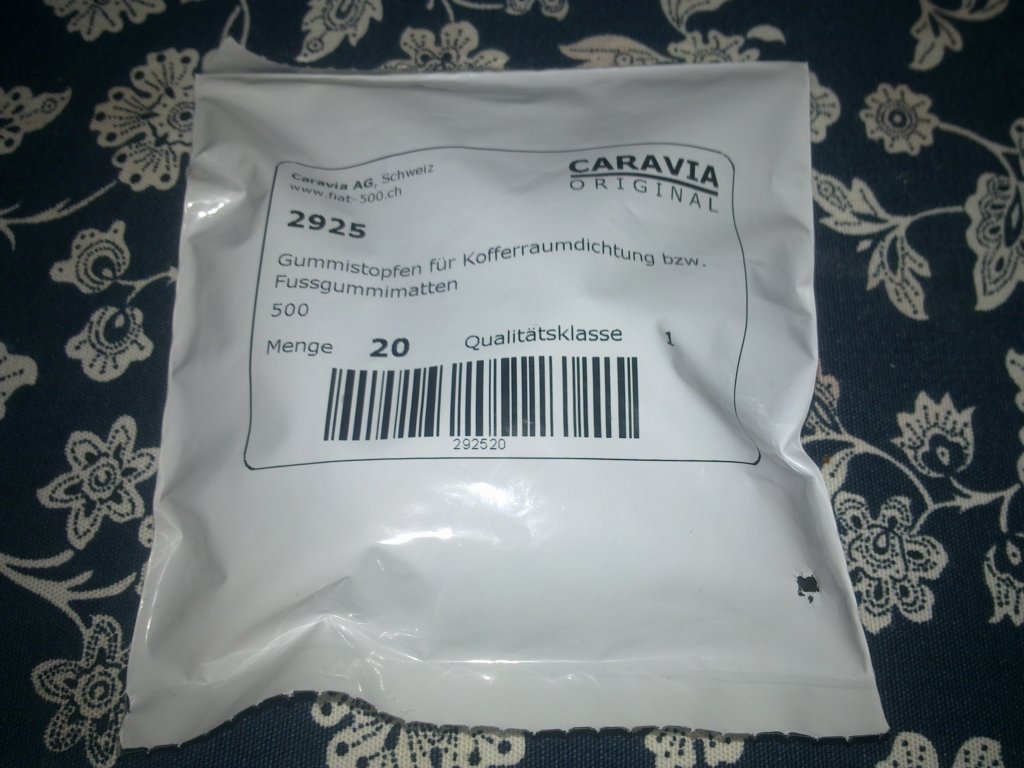 Caravia AG, Schweiz
www.fiat-500.ch
CARAVIA
ORIGINAL
2925
Gummistopfen für Kofferraumdichtung bzw.
Fussgummimatten
500
Menge 20 Qualitätsklasse 1
292520